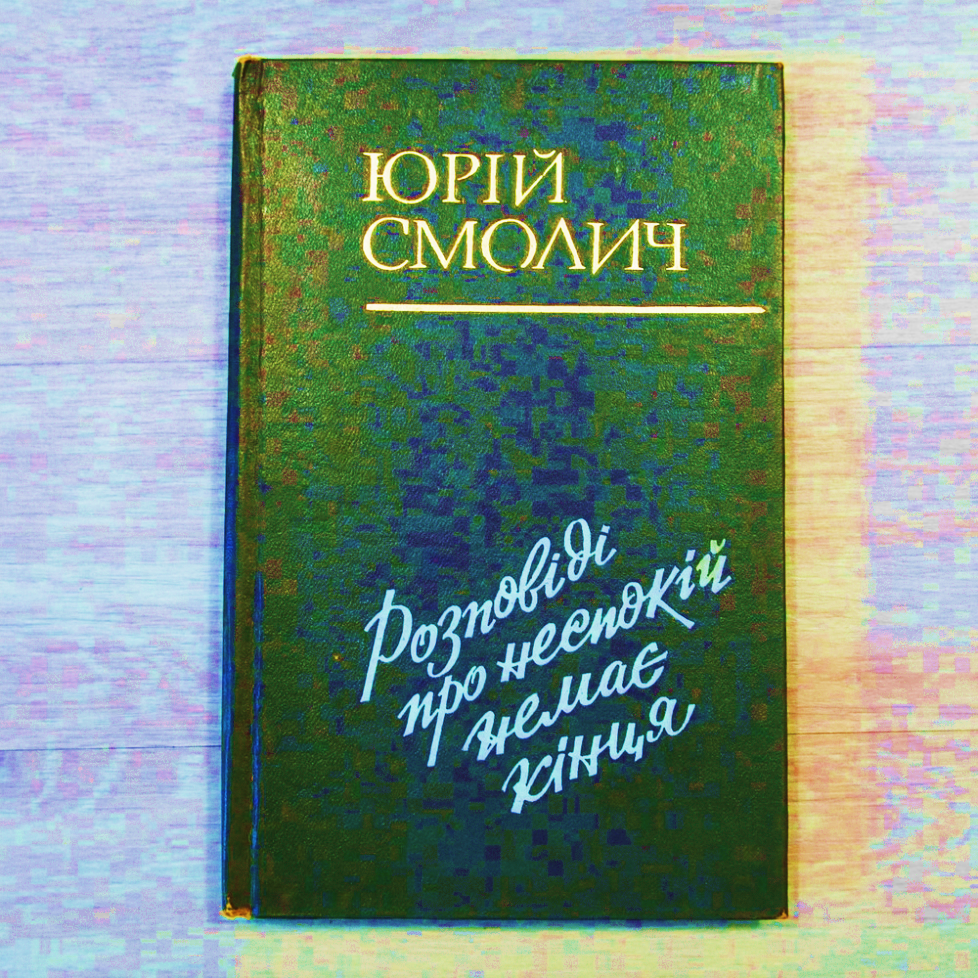 ЮРІЙ
СМОЛИЧ
Розповіді
про неспокій
немає
кінця